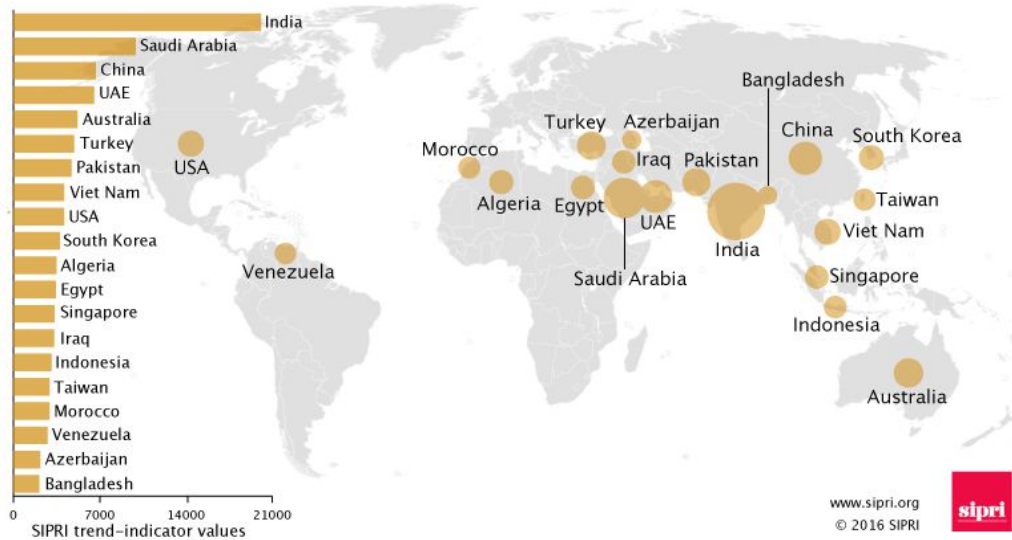 India
Saudi Arabia
China
UAE
Australia
Turkey
Pakistan
Viet Nam
USA
South Korea
Algeria
Egypt
Singapore
Iraq
Indonesia
Taiwan
Morocco
Venezuela
Azerbaijan
Bangladesh
0 7000 14000 21000
SIPRI trend-indicator values
Bangladesh
Turkey
Azerbaijan
China
South Korea
Morocco
Iraq
Pakistan
USA
Algeria
Egypt
UAE
Taiwan
India
Viet Nam
Venezuela
Saudi Arabia
Singapore
Indonesia
Australia
www.sipri.org
© 2016 SIPRI
sipri